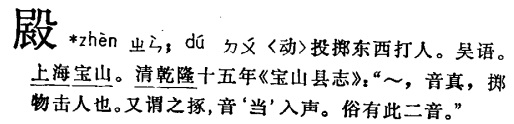 殿 *zhèn ㄓㄣ̀; dú ㄉㄨˊ〈动〉投掷东西打人。吴语。
上海宝山。清乾隆十五年《宝山县志》:“～，音真，掷
物击人也。又谓之㧻，音‘当’入声。俗有此二音。”